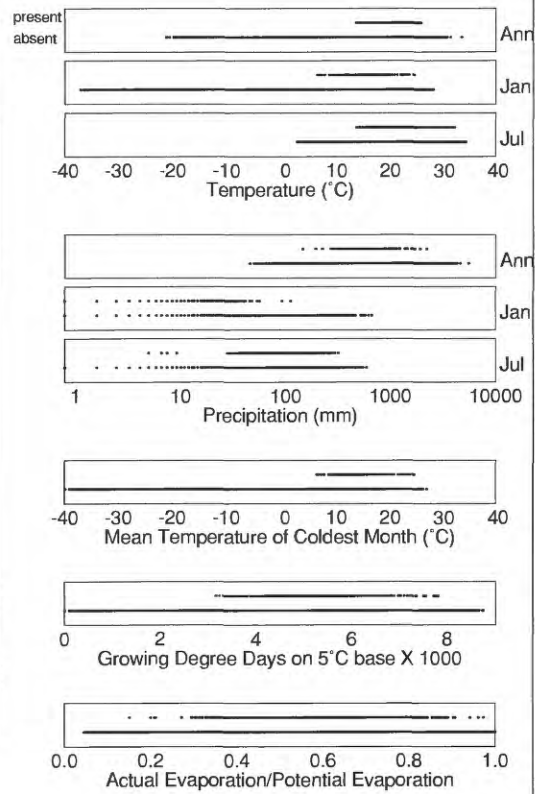 present
absent
Ann
Jan
Jul
-40 -30 -20 -10 0 10 20 30 40
Temperature (˚C)
Ann
Jan
Jul
1 10 100 1000 10000
Precipitation (mm)
-40 -30 -20 -10 0 10 20 30 40
Mean Temperature of Coldest Month (˚C)
0 2 4 6 8
Growing Degree Days on 5˚C base X 1000
0.0 0.2 0.4 0.6 0.8 1.0
Actual Evaporation/Potential Evaporation